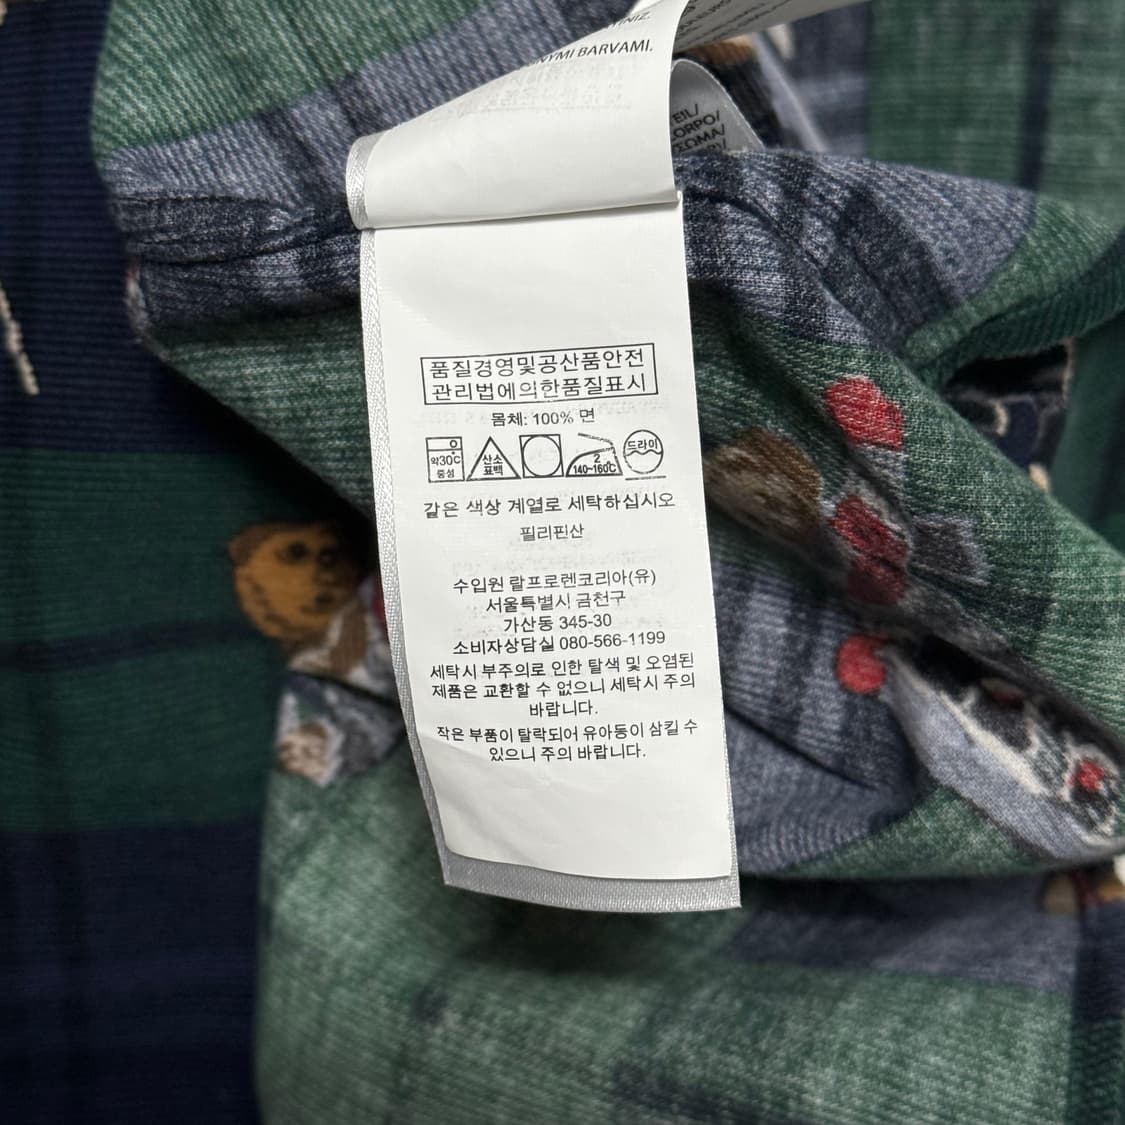 BARVAMI.
EIL/
ORPO/
ΣΩΜΑ/
품질경영및공산품안전
관리법에의한품질표시
몸체: 100% 면
약30℃
중성
산소
표백
2
140~160℃
드라이
같은 색상 계열로 세탁하십시오
필리핀산
수입원 랄프로렌코리아(유)
서울특별시 금천구
가산동 345-30
소비자상담실 080-566-1199
세탁시 부주의로 인한 탈색 및 오염된
제품은 교환할 수 없으니 세탁시 주의
바랍니다.
작은 부품이 탈락되어 유아동이 삼킬 수
있으니 주의 바랍니다.